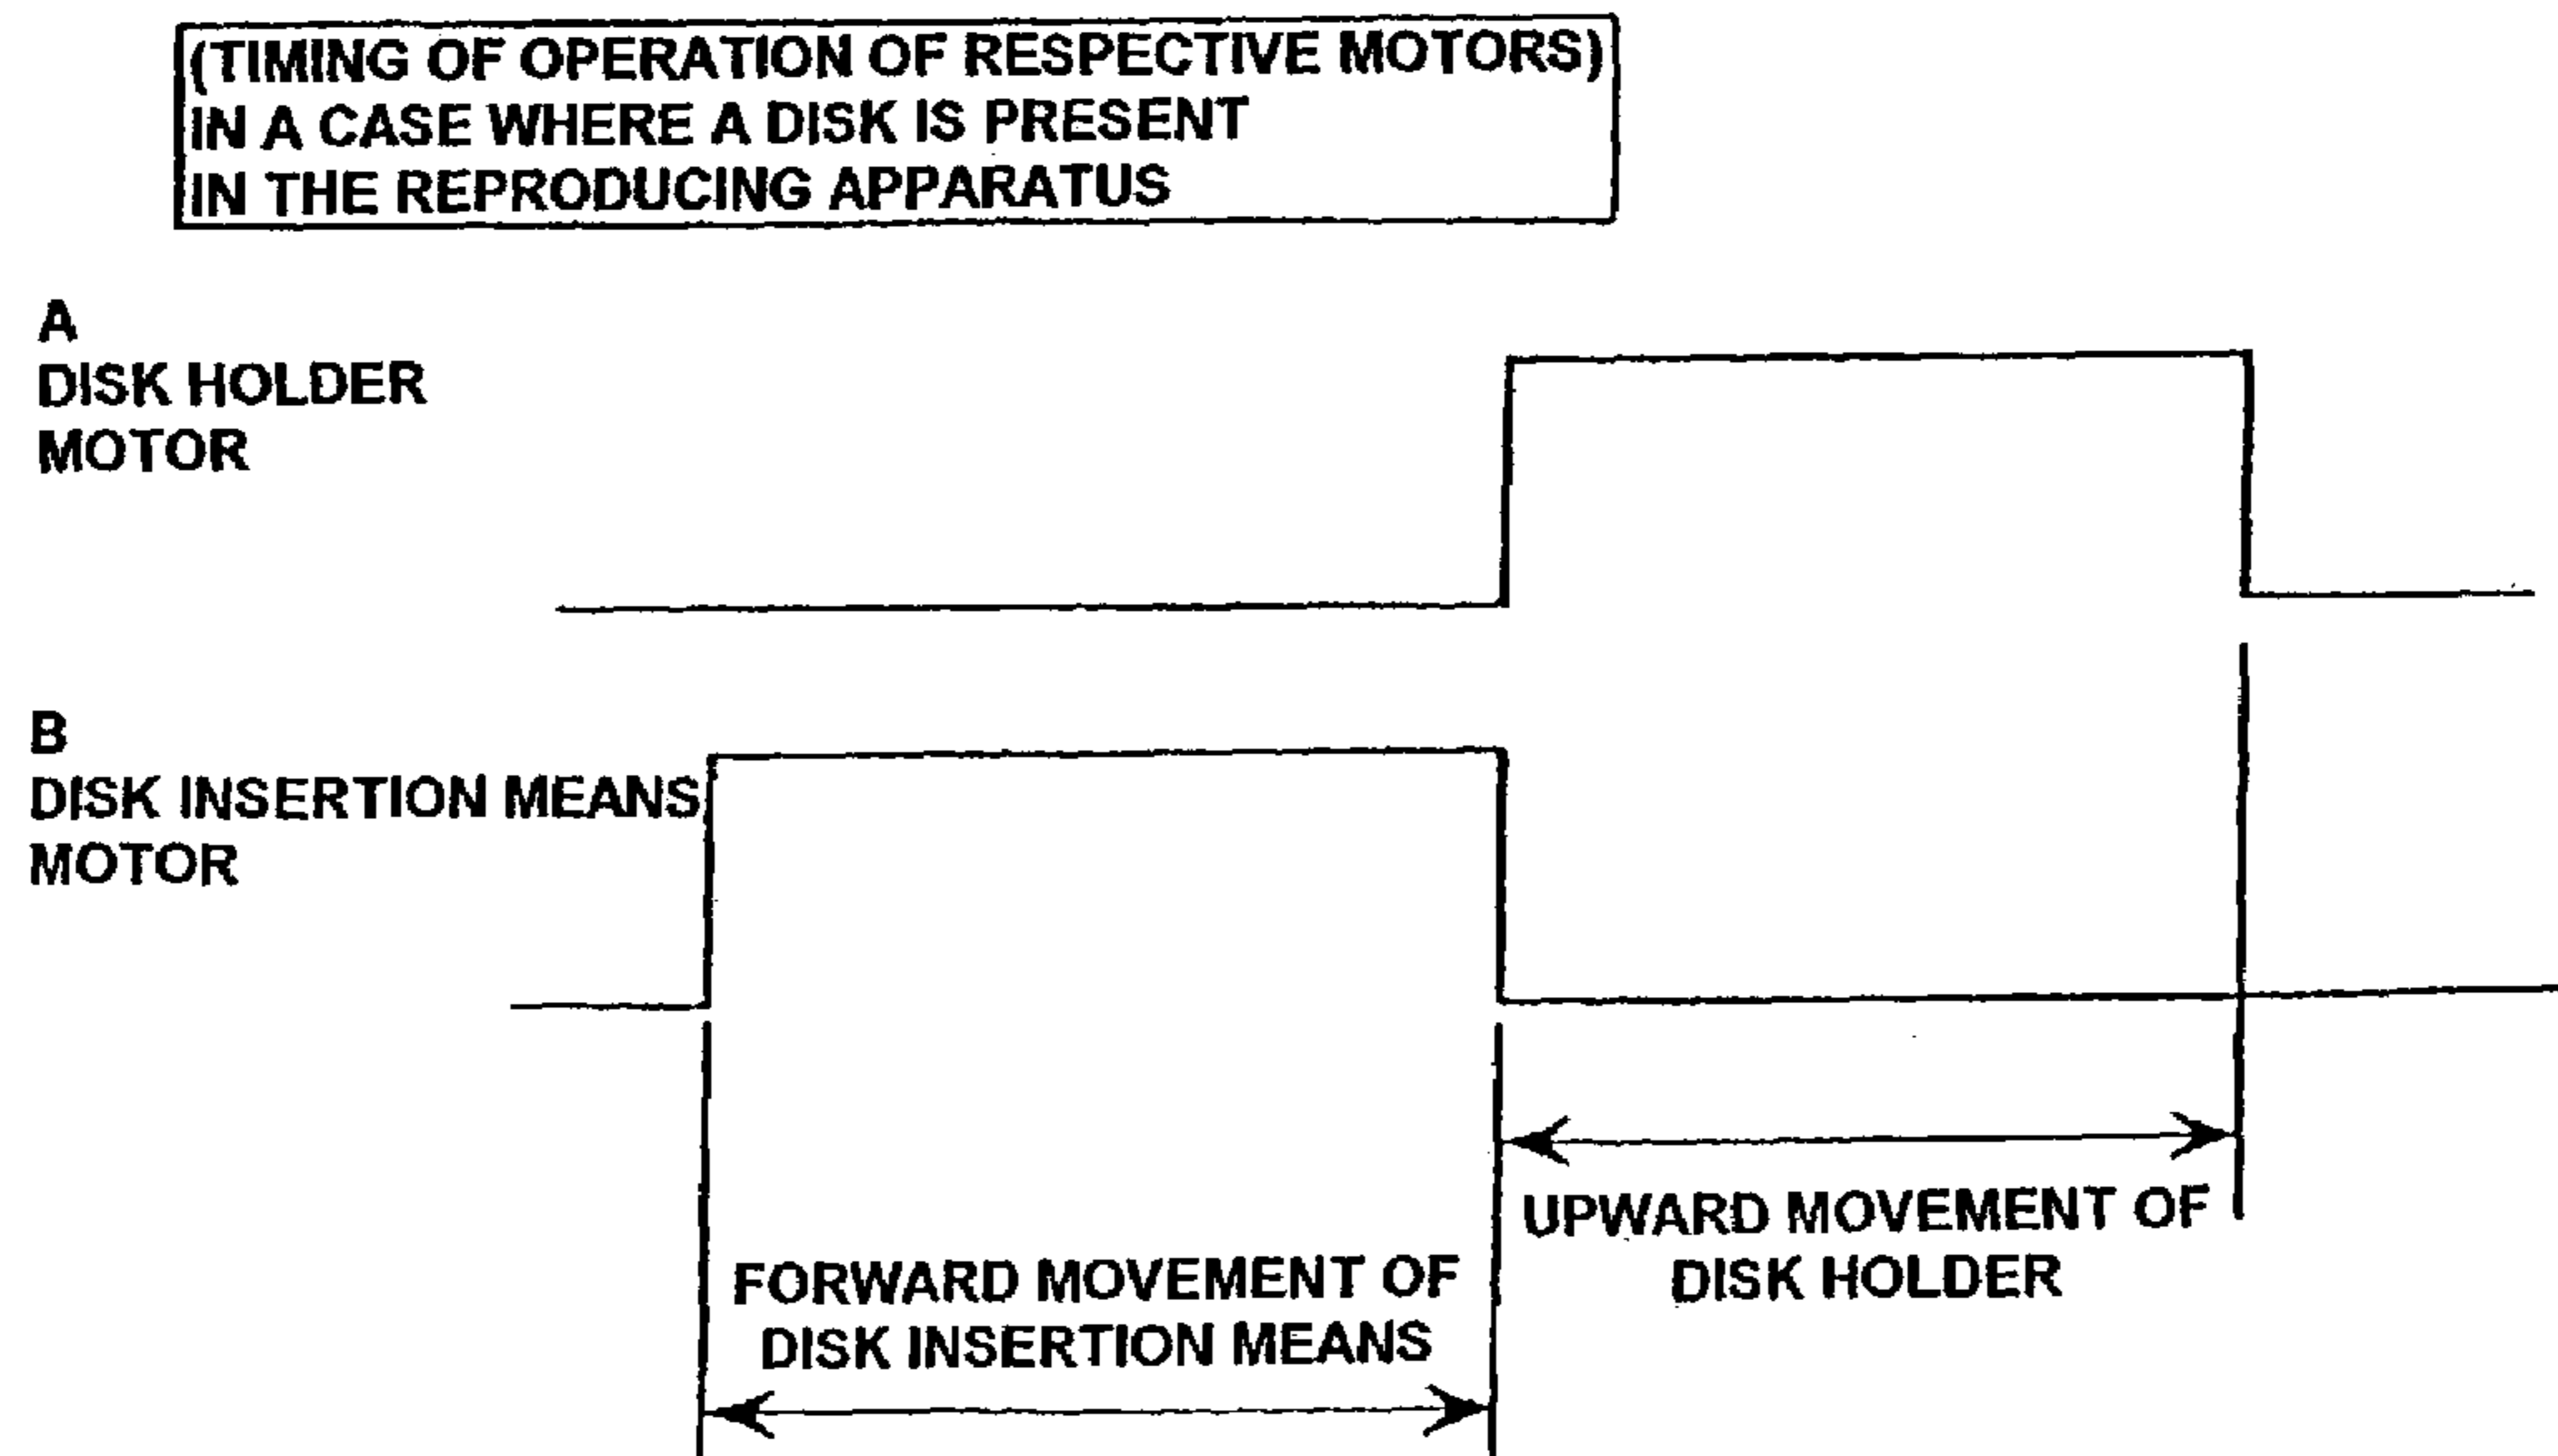 (TIMING OF OPERATION OF RESPECTIVE MOTORS)
IN A CASE WHERE A DISK IS PRESENT
IN THE REPRODUCING APPARATUS
A
DISK HOLDER
MOTOR
B
DISK INSERTION MEANS
MOTOR
UPWARD MOVEMENT OF
DISK HOLDER
FORWARD MOVEMENT OF
DISK INSERTION MEANS